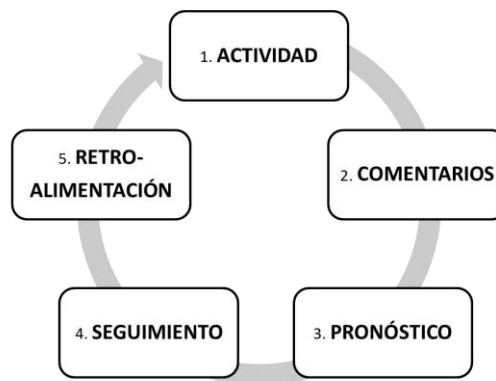 1. ACTIVIDAD
2. COMENTARIOS
3. PRONÓSTICO
4. SEGUIMIENTO
5. RETRO-
ALIMENTACIÓN